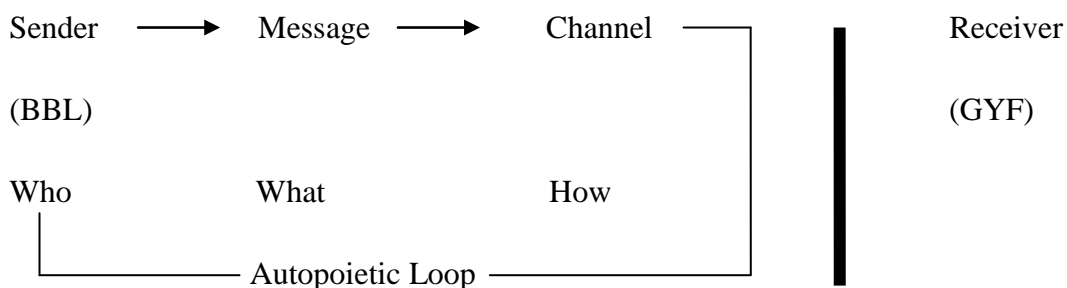 Sender Message Channel Receiver
(BBL) (GYF)
Who What How
Autopoietic Loop